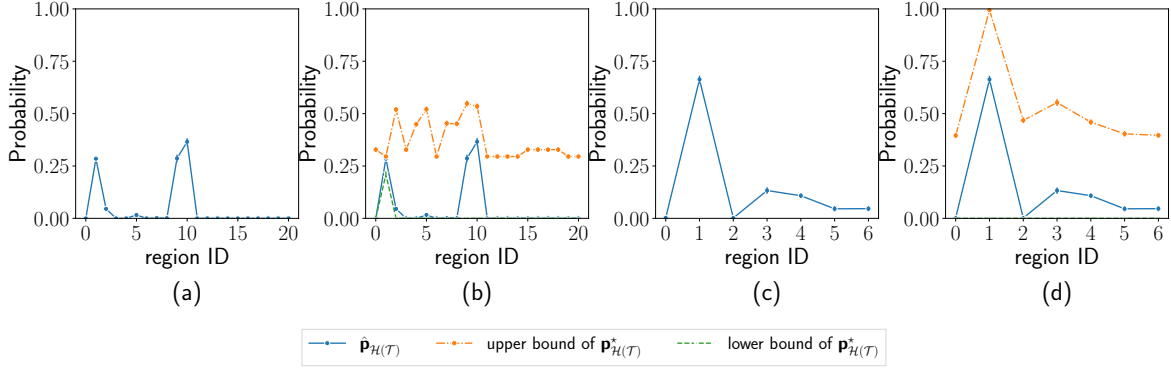 1.00
0.75
0.50
0.25
0.00
Probability
0 5 10 15 20
region ID
(a)
1.00
0.75
0.50
0.25
0.00
Probability
0 5 10 15 20
region ID
(b)
1.00
0.75
0.50
0.25
0.00
Probability
0 1 2 3 4 5 6
region ID
(c)
1.00
0.75
0.50
0.25
0.00
Probability
0 1 2 3 4 5 6
region ID
(d)
p̂_{ℋ(𝒯)} upper bound of p⋆_{ℋ(𝒯)} lower bound of p⋆_{ℋ(𝒯)}